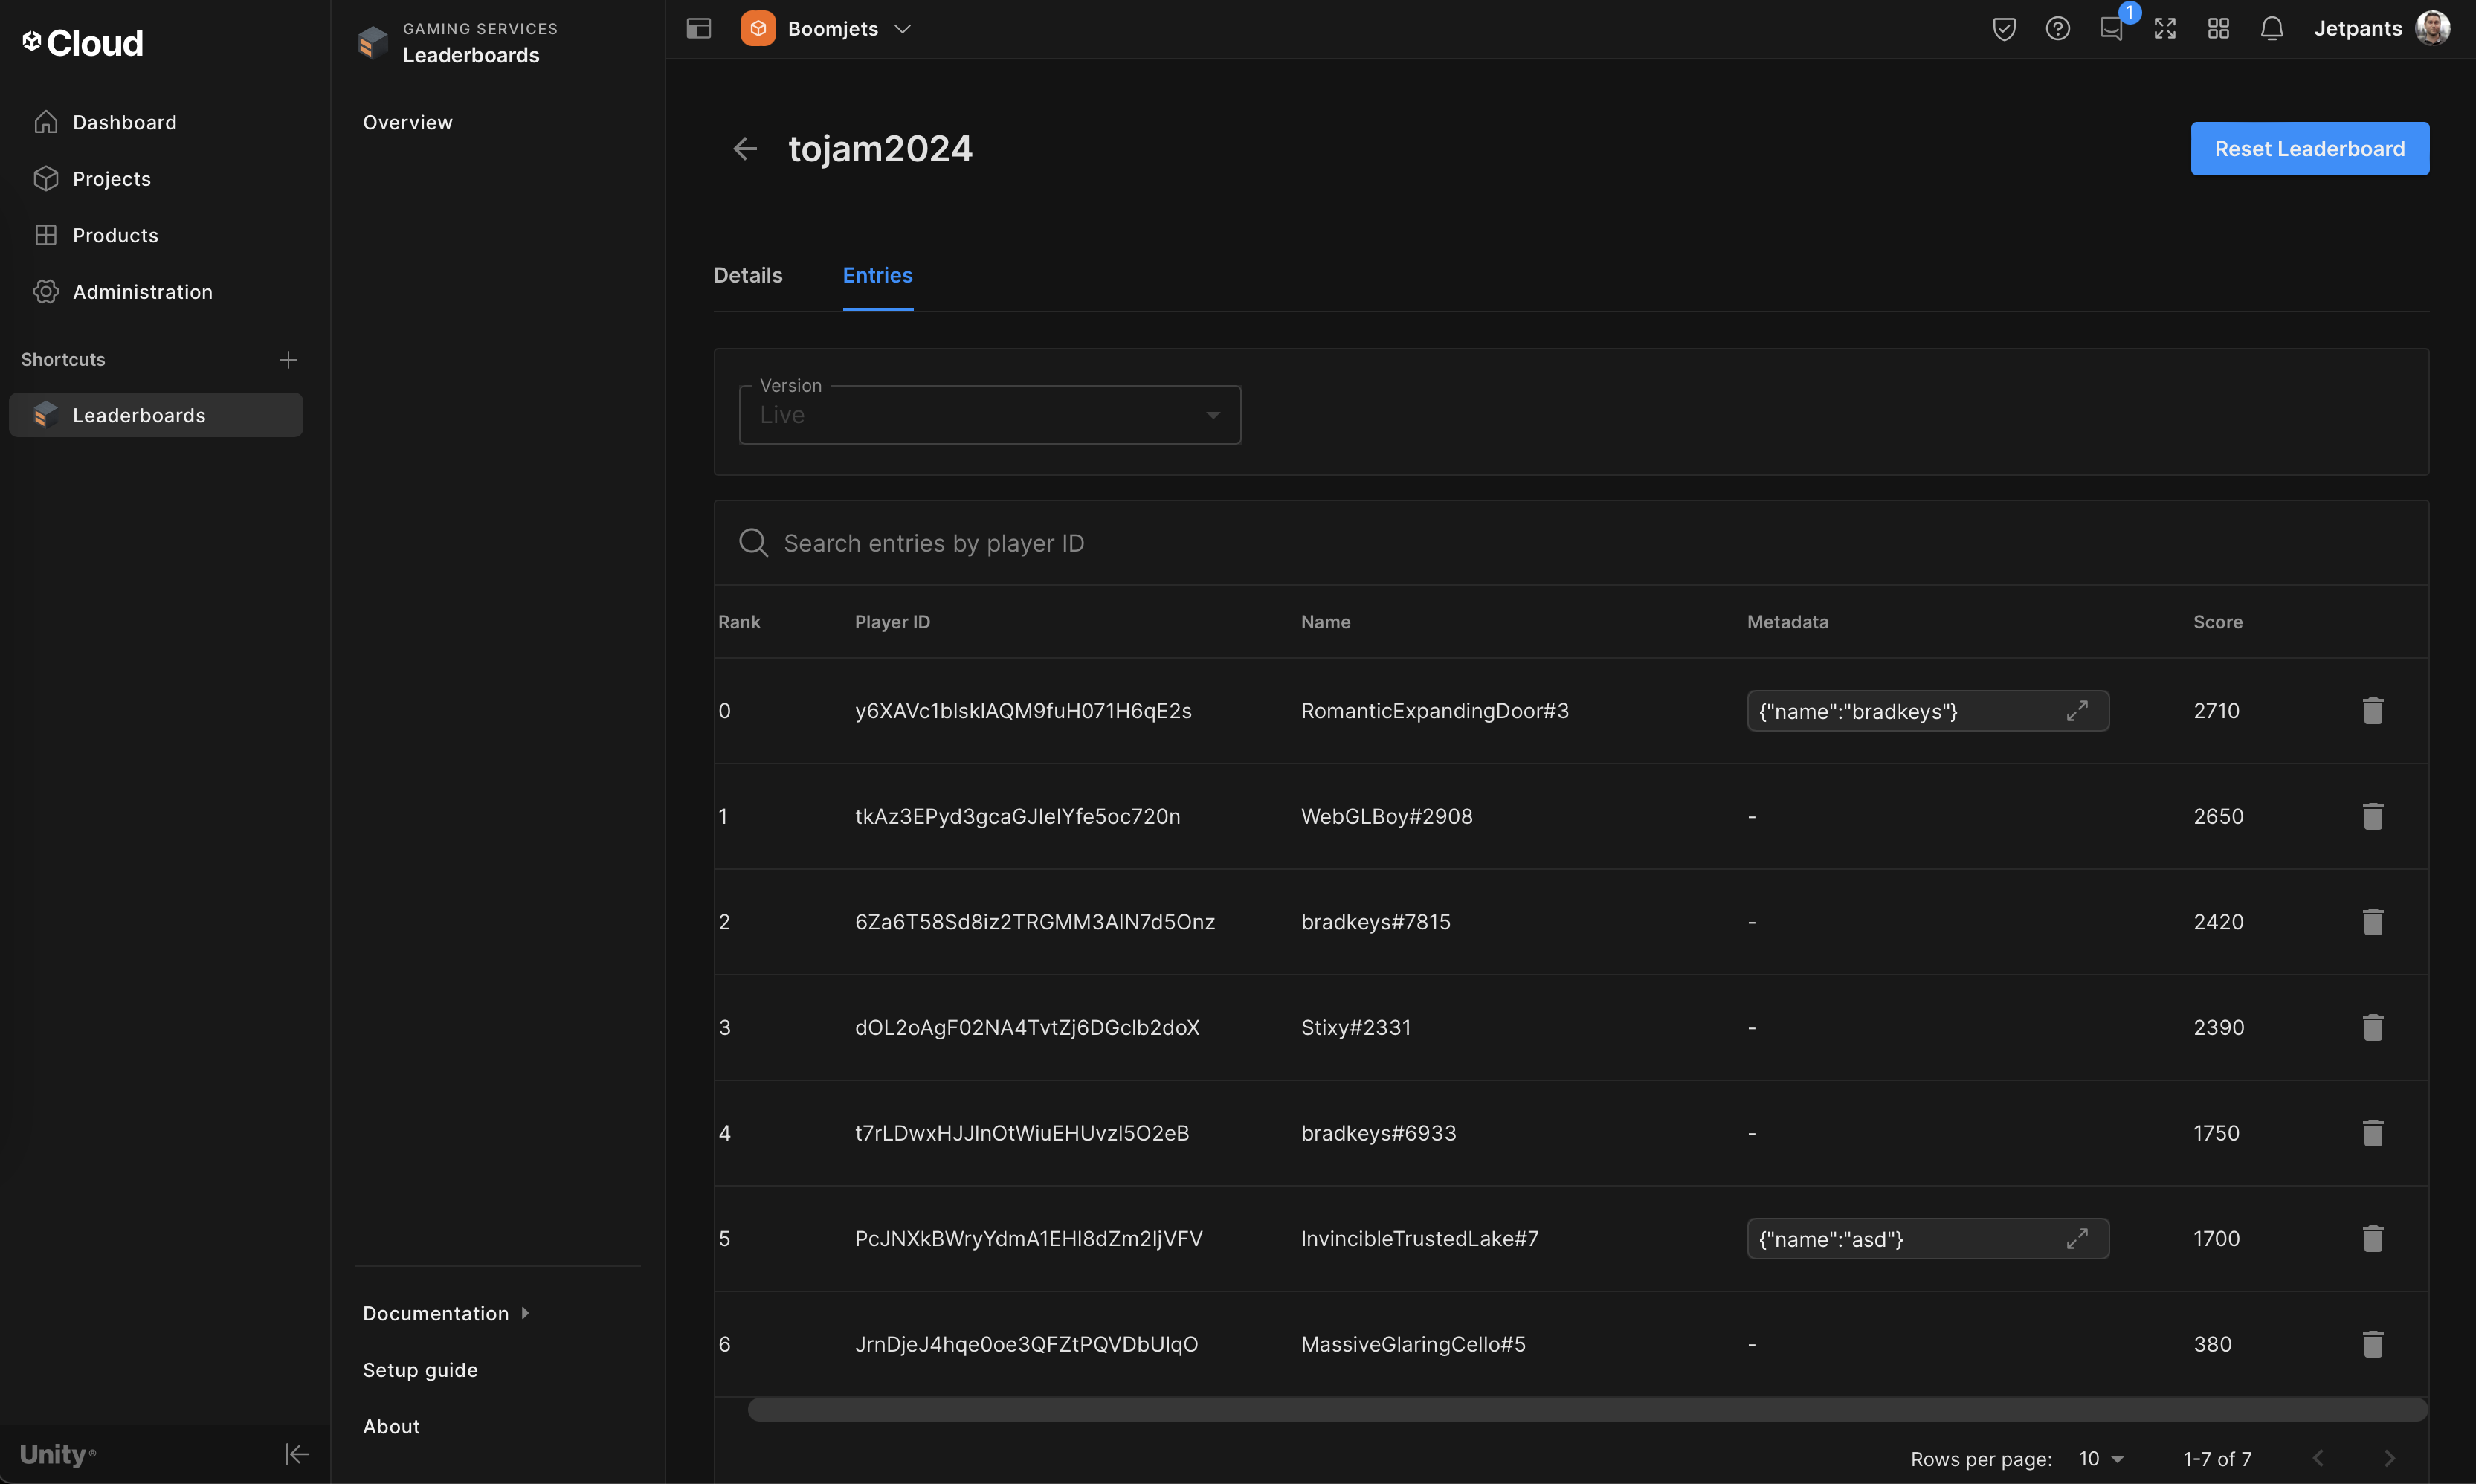 Cloud
Dashboard
Projects
Products
Administration
Shortcuts
Leaderboards
Unity®
GAMING SERVICES
Leaderboards
Overview
Documentation
Setup guide
About
Boomjets
1
Jetpants
tojam2024
Reset Leaderboard
Details Entries
Version
Live
Search entries by player ID
Rank Player ID Name Metadata Score
0 y6XAVc1blsklAQM9fuH071H6qE2s RomanticExpandingDoor#3 {"name":"bradkeys"} 2710
1 tkAz3EPyd3gcaGJIelYfe5oc720n WebGLBoy#2908 - 2650
2 6Za6T58Sd8iz2TRGMM3AIN7d5Onz bradkeys#7815 - 2420
3 dOL2oAgF02NA4TvtZj6DGclb2doX Stixy#2331 - 2390
4 t7rLDwxHJJlnOtWiuEHUvzI5O2eB bradkeys#6933 - 1750
5 PcJNXkBWryYdmA1EHI8dZm2IjVFV InvincibleTrustedLake#7 {"name":"asd"} 1700
6 JrnDjeJ4hqe0oe3QFZtPQVDbUlqO MassiveGlaringCello#5 - 380
Rows per page: 10 1-7 of 7